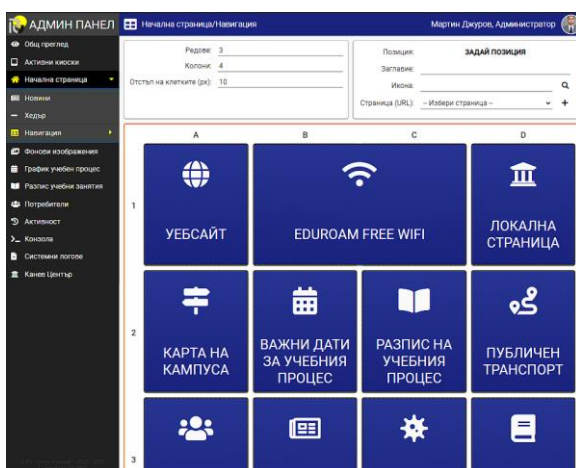 АДМИН ПАНЕЛ
Начална страница/Навигация
Мартин Джуров, Администратор
Общ преглед
Активни киоски
Начална страница
Новини
Хедър
Навигация
Фонови изображения
График учебен процес
Разпис учебни занятия
Потребители
Активност
Конзола
Системни логове
Канев Център
Редове: 3
Колони: 4
Отстъп на клетките (px): 10
Позиция: ЗАДАЙ ПОЗИЦИЯ
Заглавие:
Икона:
Страница (URL): -- Избери страница --
A B C D
1
УЕБСАЙТ
EDUROAM FREE WIFI
ЛОКАЛНА
СТРАНИЦА
2
КАРТА НА
КАМПУСА
ВАЖНИ ДАТИ
ЗА УЧЕБНИЯ
ПРОЦЕС
РАЗПИС НА
УЧЕБНИЯ
ПРОЦЕС
ПУБЛИЧЕН
ТРАНСПОРТ
3